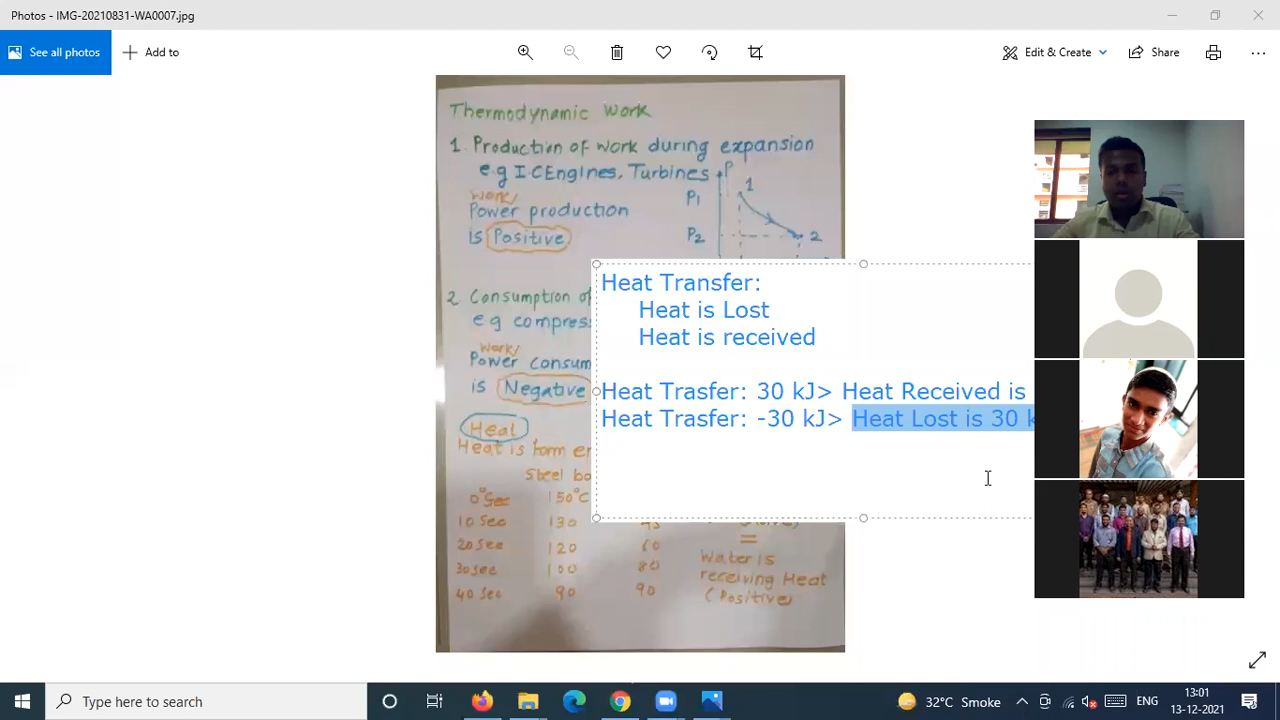 Photos - IMG-20210831-WA0007.jpg
See all photos
Add to
Edit & Create
Share
Thermodynamic Work
1. Production of work during expansion
e.g I.C Engines, Turbines
P
Work/
Power production
is Positive
P1
1
P2
2
2 Consumption of
e g compress
Work/
Power consum
is Negative
Heat
Heat is form en
Steel ba
0 Sec 150°C
10 Sec 130 45
20 Sec 120 60
30 Sec 100 80
40 Sec 90 90
=
Water is
receiving Heat
(Positive)
Heat Transfer:
Heat is Lost
Heat is received
Heat Trasfer: 30 kJ> Heat Received is
Heat Trasfer: -30 kJ> Heat Lost is 30 k
Type here to search
32°C Smoke
ENG
13:01
13-12-2021